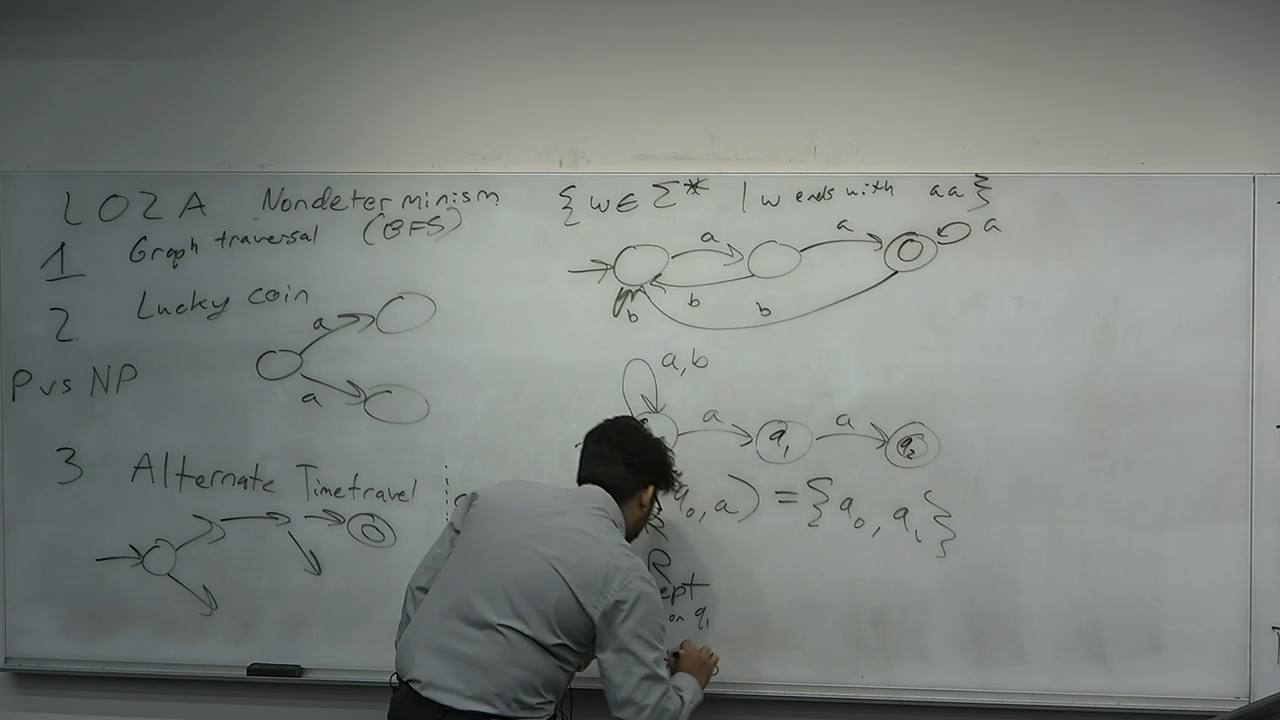 L02A Nondeterminism
1 Graph traversal (BFS)
2 Lucky coin
a
a
P vs NP
3 Alternate Timetravel
{w ∈ Σ* | w ends with aa}
a a a
b b b
a,b
a a
q₁ q₂
q₀, a) = {q₀, q₁}
R
R
ept
on q₁